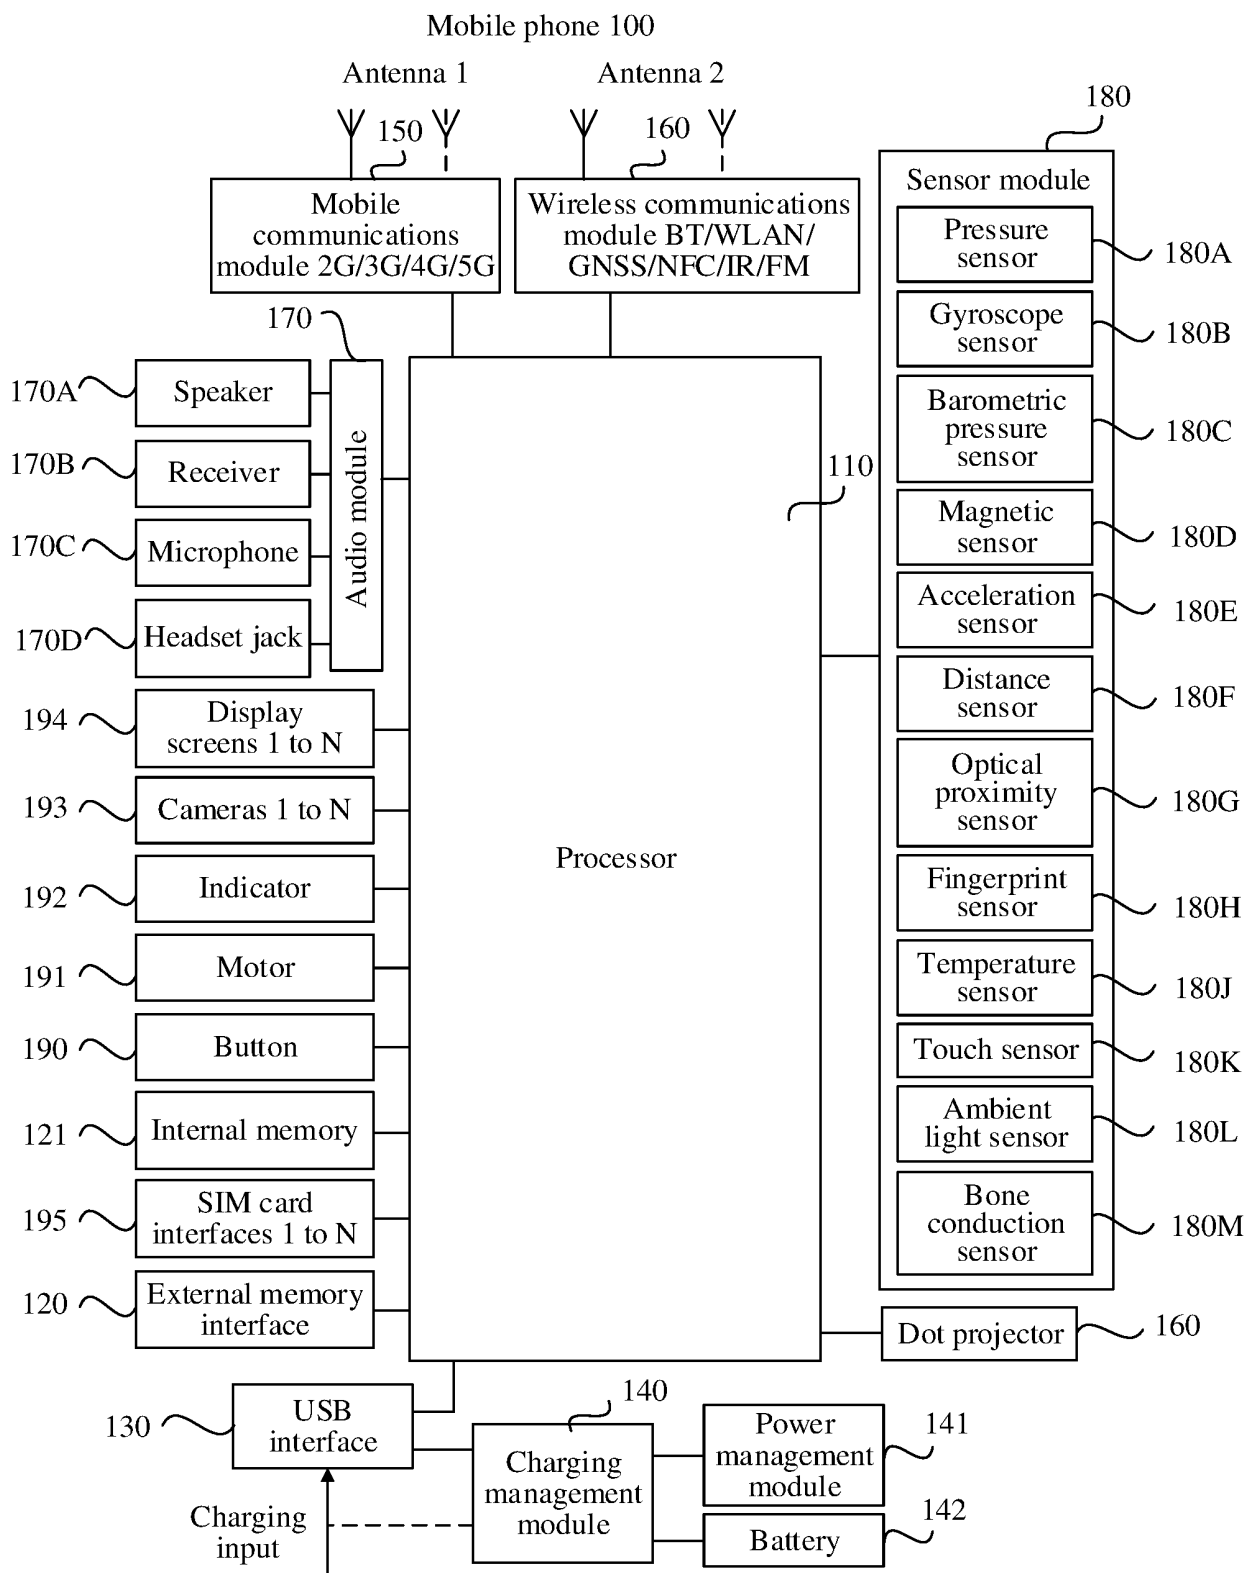 Mobile phone 100
Antenna 1
Antenna 2
150
160
180
Mobile
communications
module 2G/3G/4G/5G
Wireless communications
module BT/WLAN/
GNSS/NFC/IR/FM
Sensor module
Pressure
sensor
180A
Gyroscope
sensor
180B
Barometric
pressure
sensor
180C
Magnetic
sensor
180D
Acceleration
sensor
180E
Distance
sensor
180F
Optical
proximity
sensor
180G
Fingerprint
sensor
180H
Temperature
sensor
180J
Touch sensor
180K
Ambient
light sensor
180L
Bone
conduction
sensor
180M
170
170A
Speaker
170B
Receiver
170C
Microphone
170D
Headset jack
Audio module
110
Processor
194
Display
screens 1 to N
193
Cameras 1 to N
192
Indicator
191
Motor
190
Button
121
Internal memory
195
SIM card
interfaces 1 to N
120
External memory
interface
Dot projector
160
130
USB
interface
140
Charging
management
module
Power
management
module
141
Battery
142
Charging
input